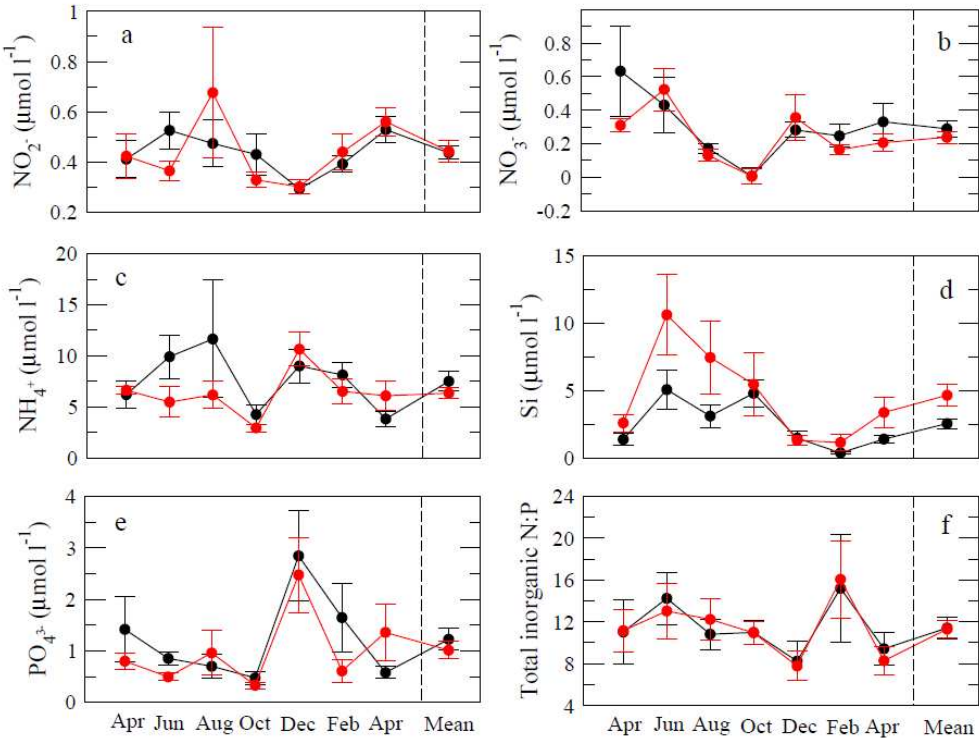 1
a
0.8
0.6
0.4
0.2
NO2- (μmol l-1)
b
0.8
0.6
0.4
0.2
0
-0.2
NO3- (μmol l-1)
20
c
15
10
5
0
NH4+ (μmol l-1)
15
d
10
5
0
Si (μmol l-1)
4
e
3
2
1
0
PO43- (μmol l-1)
Apr Jun Aug Oct Dec Feb Apr Mean
24
f
20
16
12
8
4
Total inorganic N:P
Apr Jun Aug Oct Dec Feb Apr Mean